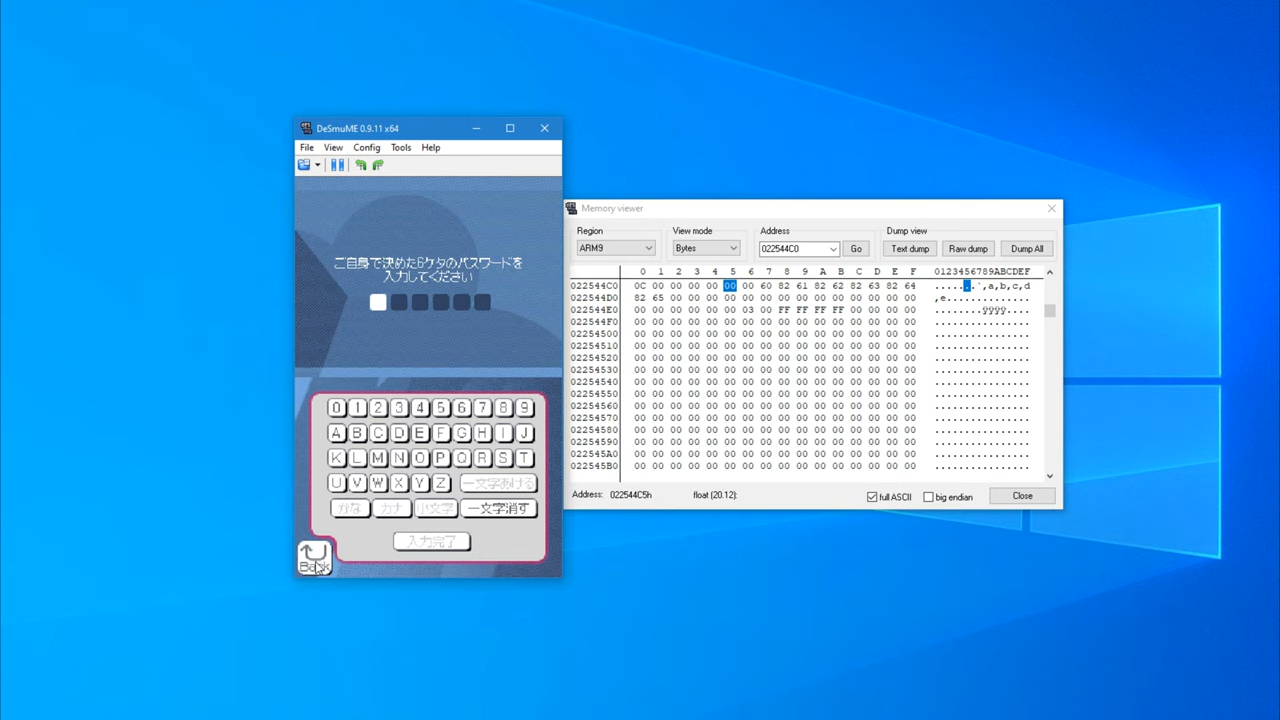 DeSmuME 0.9.11 x64
File View Config Tools Help
ご自身で決めた6ケタのパスワードを
入力してください
0 1 2 3 4 5 6 7 8 9
A B C D E F G H I J
K L M N O P Q R S T
U V W X Y Z 一文字あける
かな カナ 小文字 一文字消す
入力完了
Back
Memory viewer
Region View mode Address Dump view
ARM9 Bytes 022544C0 Go Text dump Raw dump Dump All
0 1 2 3 4 5 6 7 8 9 A B C D E F 0123456789ABCDEF
022544C0 0C 00 00 00 00 00 00 60 82 61 82 62 82 63 82 64 .......`‚a‚b‚c‚d
022544D0 82 65 00 00 00 00 00 00 00 00 00 00 00 00 00 00 ‚e..............
022544E0 00 00 00 00 00 00 03 00 FF FF FF FF 00 00 00 00 ........ÿÿÿÿ....
022544F0 00 00 00 00 00 00 00 00 00 00 00 00 00 00 00 00 ................
02254500 00 00 00 00 00 00 00 00 00 00 00 00 00 00 00 00 ................
02254510 00 00 00 00 00 00 00 00 00 00 00 00 00 00 00 00 ................
02254520 00 00 00 00 00 00 00 00 00 00 00 00 00 00 00 00 ................
02254530 00 00 00 00 00 00 00 00 00 00 00 00 00 00 00 00 ................
02254540 00 00 00 00 00 00 00 00 00 00 00 00 00 00 00 00 ................
02254550 00 00 00 00 00 00 00 00 00 00 00 00 00 00 00 00 ................
02254560 00 00 00 00 00 00 00 00 00 00 00 00 00 00 00 00 ................
02254570 00 00 00 00 00 00 00 00 00 00 00 00 00 00 00 00 ................
02254580 00 00 00 00 00 00 00 00 00 00 00 00 00 00 00 00 ................
02254590 00 00 00 00 00 00 00 00 00 00 00 00 00 00 00 00 ................
022545A0 00 00 00 00 00 00 00 00 00 00 00 00 00 00 00 00 ................
022545B0 00 00 00 00 00 00 00 00 00 00 00 00 00 00 00 00 ................
Address: 022544C5h float (20.12): full ASCII big endian Close